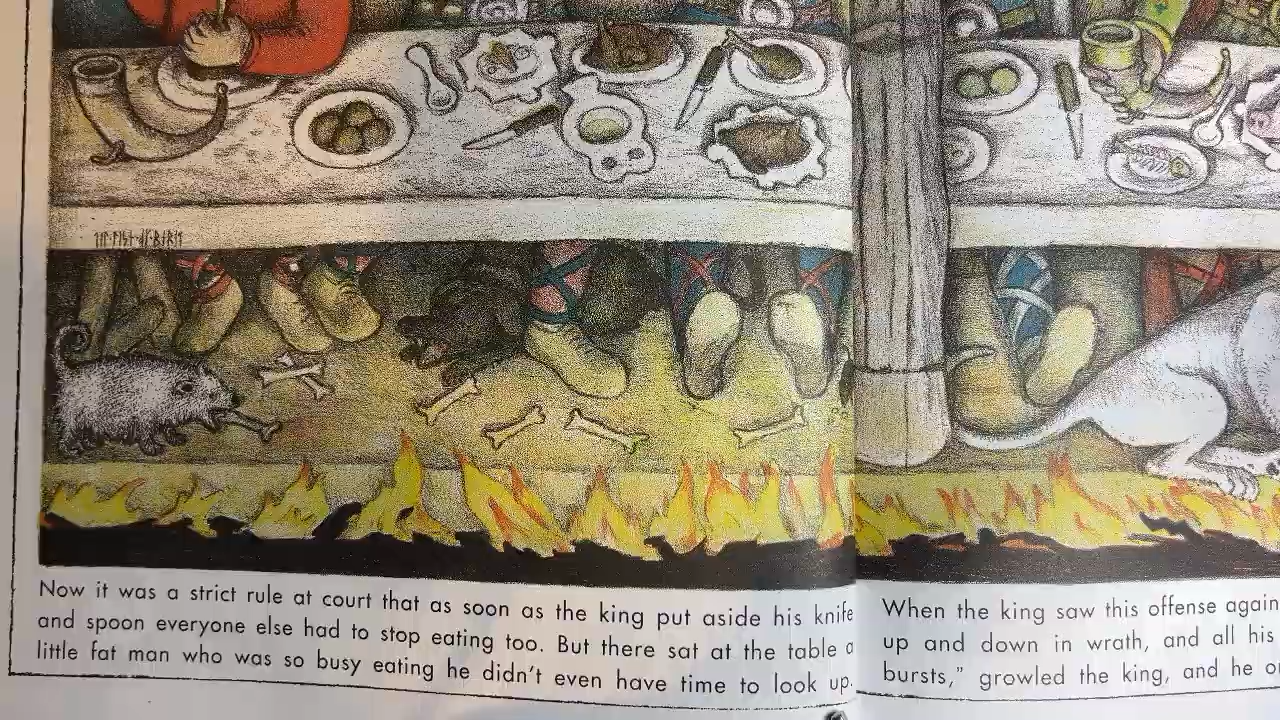 Now it was a strict rule at court that as soon as the king put aside his knife
and spoon everyone else had to stop eating too. But there sat at the table a
little fat man who was so busy eating he didn't even have time to look up.
When the king saw this offense again
up and down in wrath, and all his
bursts," growled the king, and he o